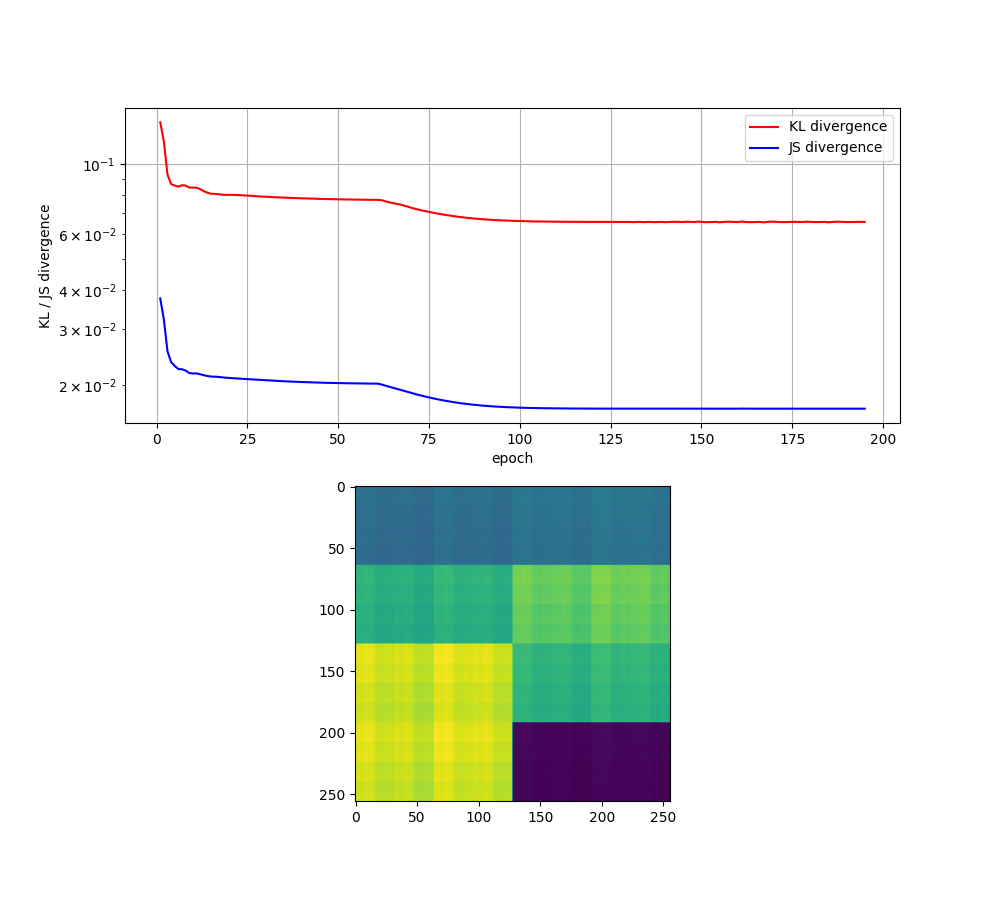 KL divergence
JS divergence
KL / JS divergence
10⁻¹
6 × 10⁻²
4 × 10⁻²
3 × 10⁻²
2 × 10⁻²
0 25 50 75 100 125 150 175 200
epoch
0
50
100
150
200
250
0 50 100 150 200 250